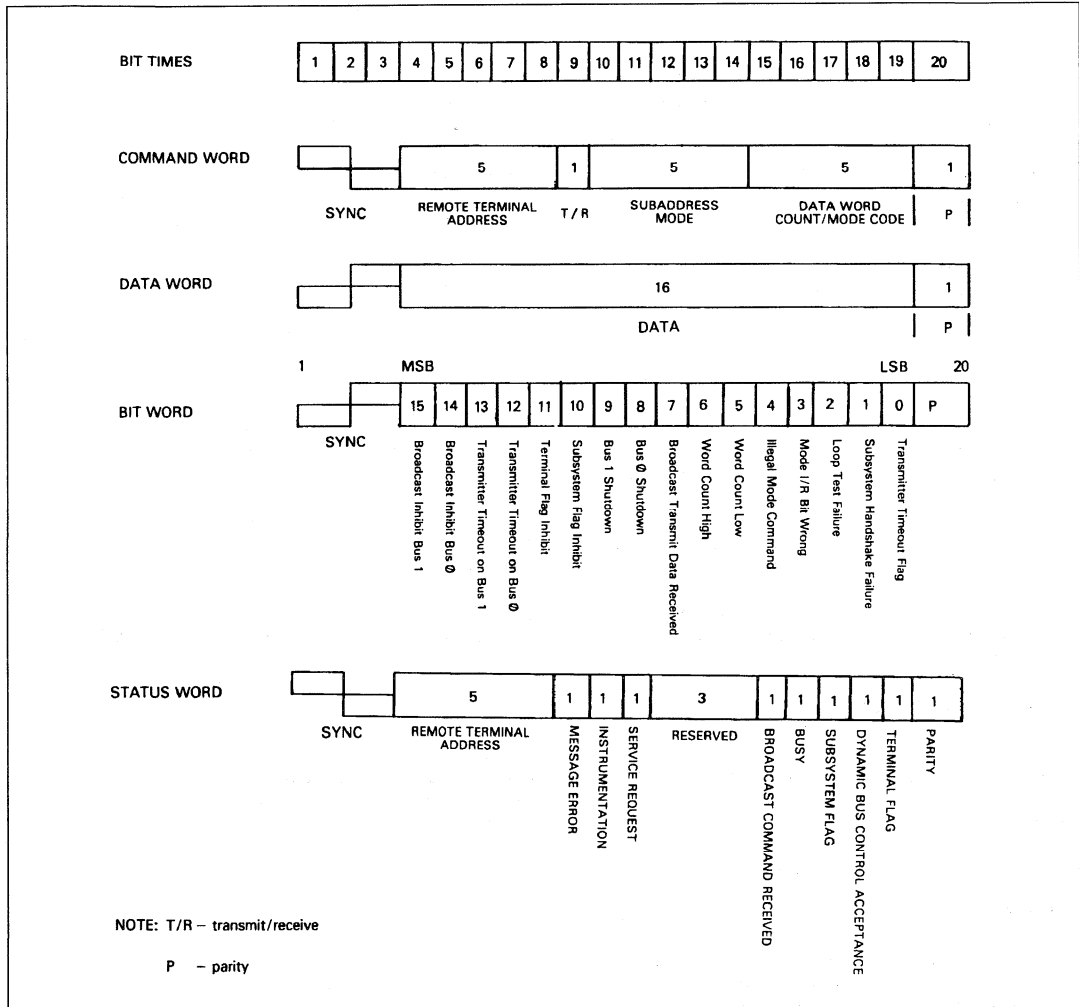 BIT TIMES 1 2 3 4 5 6 7 8 9 10 11 12 13 14 15 16 17 18 19 20
COMMAND WORD 5 1 5 5 1
SYNC REMOTE TERMINAL ADDRESS T/R SUBADDRESS MODE DATA WORD COUNT/MODE CODE P
DATA WORD 16 1
DATA P
1 MSB LSB 20
BIT WORD 15 14 13 12 11 10 9 8 7 6 5 4 3 2 1 0 P
SYNC
Broadcast Inhibit Bus 1
Broadcast Inhibit Bus Ø
Transmitter Timeout on Bus 1
Transmitter Timeout on Bus Ø
Terminal Flag Inhibit
Subsystem Flag Inhibit
Bus 1 Shutdown
Bus Ø Shutdown
Broadcast Transmit Data Received
Word Count High
Word Count Low
Illegal Mode Command
Mode I/R Bit Wrong
Loop Test Failure
Subsystem Handshake Failure
Transmitter Timeout Flag
STATUS WORD 5 1 1 1 3 1 1 1 1 1 1
SYNC REMOTE TERMINAL ADDRESS
MESSAGE ERROR
INSTRUMENTATION
SERVICE REQUEST
RESERVED
BROADCAST COMMAND RECEIVED
BUSY
SUBSYSTEM FLAG
DYNAMIC BUS CONTROL ACCEPTANCE
TERMINAL FLAG
PARITY
NOTE: T/R – transmit/receive
P – parity